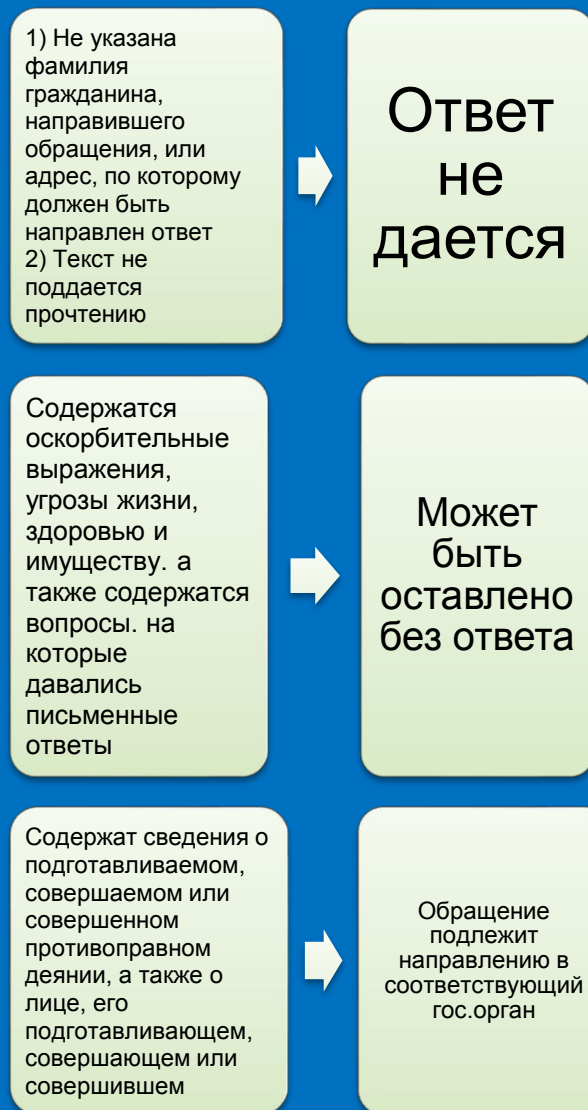 1) Не указана
фамилия
гражданина,
направившего
обращения, или
адрес, по которому
должен быть
направлен ответ
2) Текст не
поддается
прочтению
Ответ
не
дается
Содержатся
оскорбительные
выражения,
угрозы жизни,
здоровью и
имуществу. а
также содержатся
вопросы. на
которые
давались
письменные
ответы
Может
быть
оставлено
без ответа
Содержат сведения о
подготавливаемом,
совершаемом или
совершенном
противоправном
деянии, а также о
лице, его
подготавливающем,
совершающем или
совершившем
Обращение
подлежит
направлению в
соответствующий
гос.орган